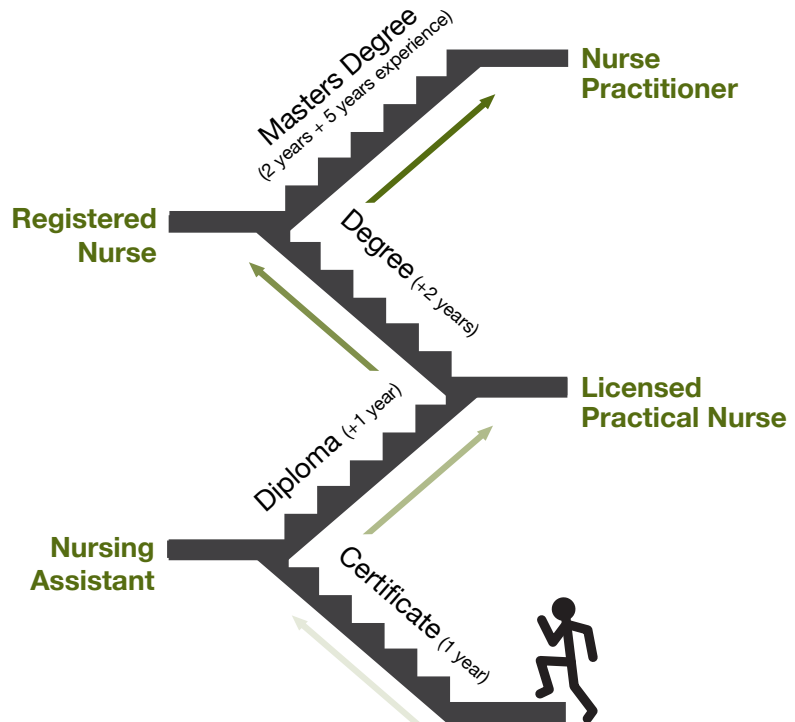 Masters Degree
(2 years + 5 years experience)
Nurse
Practitioner
Registered
Nurse
Degree (+2 years)
Licensed
Practical Nurse
Diploma (+1 year)
Nursing
Assistant
Certificate (1 year)